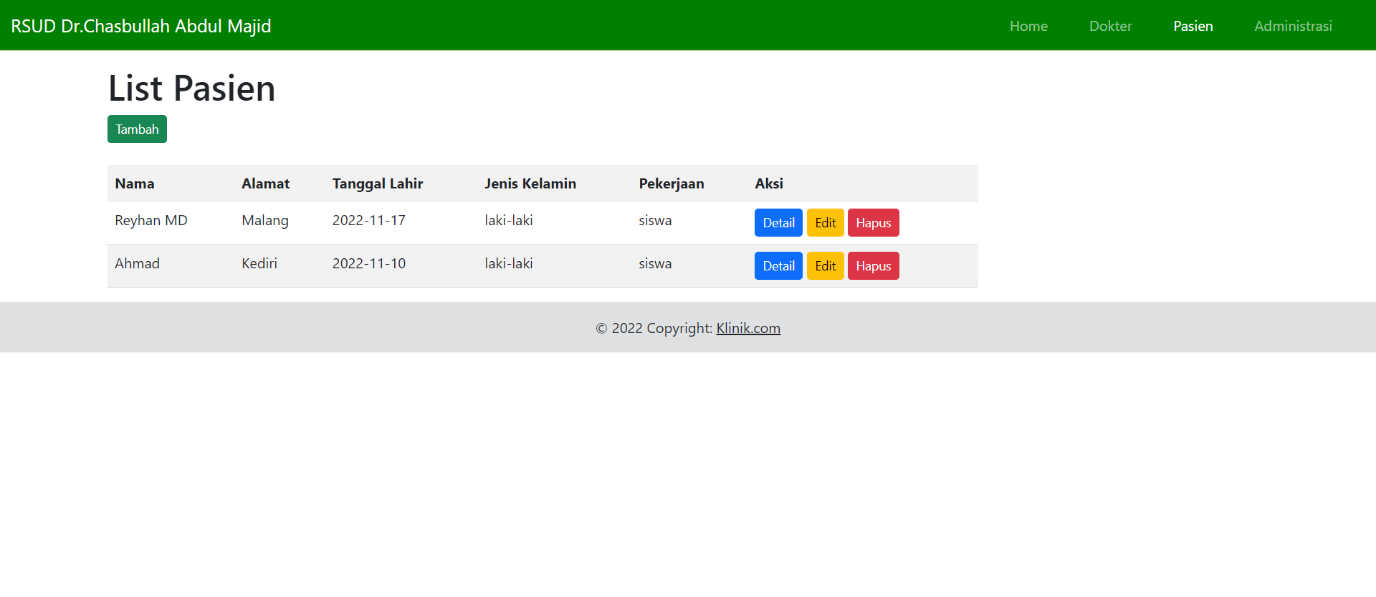 RSUD Dr.Chasbullah Abdul Majid Home Dokter Pasien Administrasi
List Pasien
Tambah
Nama Alamat Tanggal Lahir Jenis Kelamin Pekerjaan Aksi
Reyhan MD Malang 2022-11-17 laki-laki siswa Detail Edit Hapus
Ahmad Kediri 2022-11-10 laki-laki siswa Detail Edit Hapus
© 2022 Copyright: Klinik.com